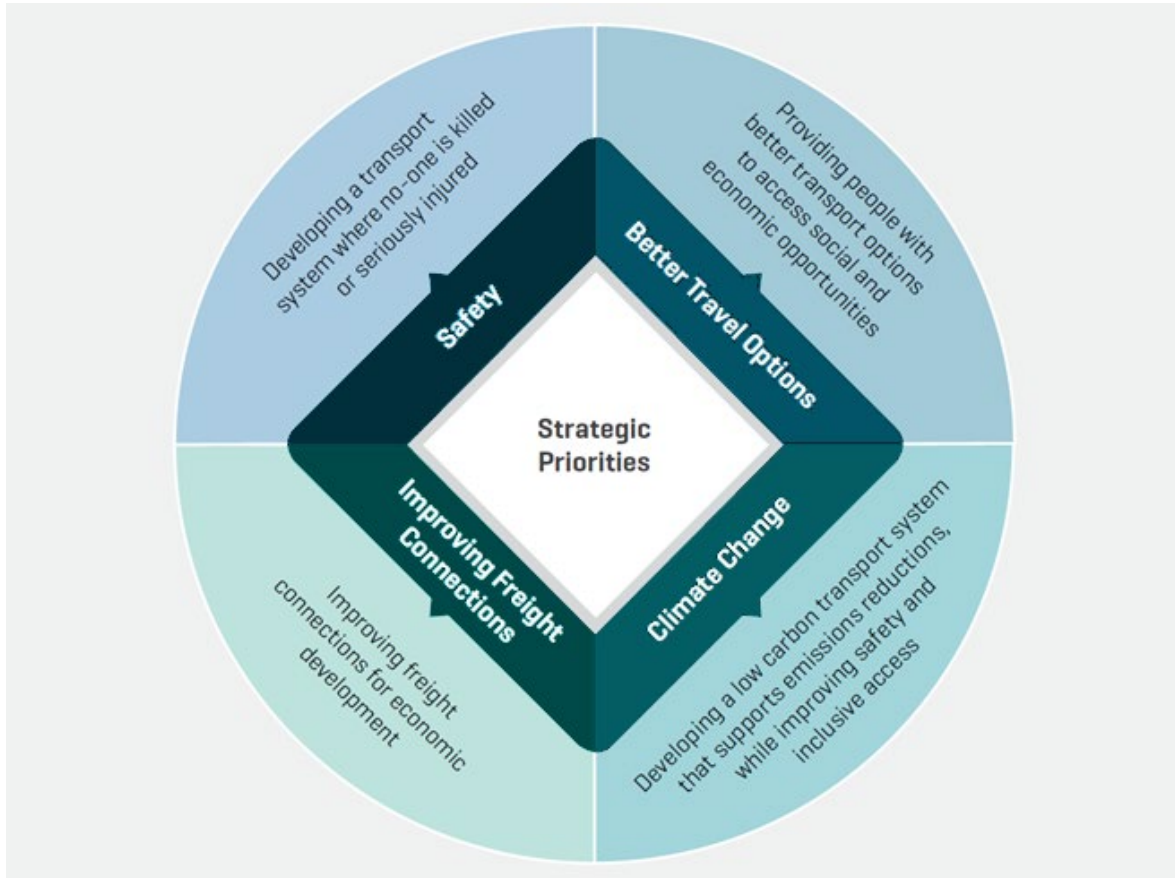 Developing a transport
system where no-one is killed
or seriously injured
Safety
Providing people with
better transport options
to access social and
economic opportunities
Better Travel Options
Strategic
Priorities
Improving Freight
Connections
Improving freight
connections for economic
development
Climate Change
Developing a low carbon transport system
that supports emissions reductions,
while improving safety and
inclusive access